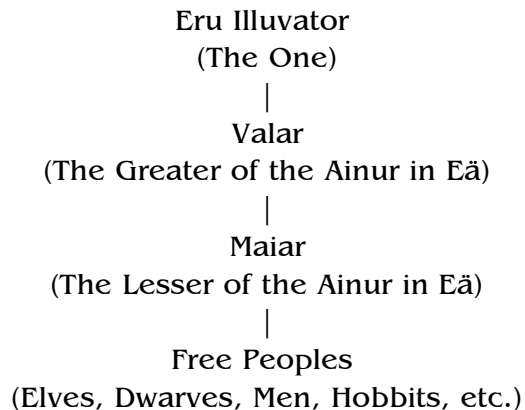 Eru Illuvator
(The One)
Valar
(The Greater of the Ainur in Eä)
Maiar
(The Lesser of the Ainur in Eä)
Free Peoples
(Elves, Dwarves, Men, Hobbits, etc.)